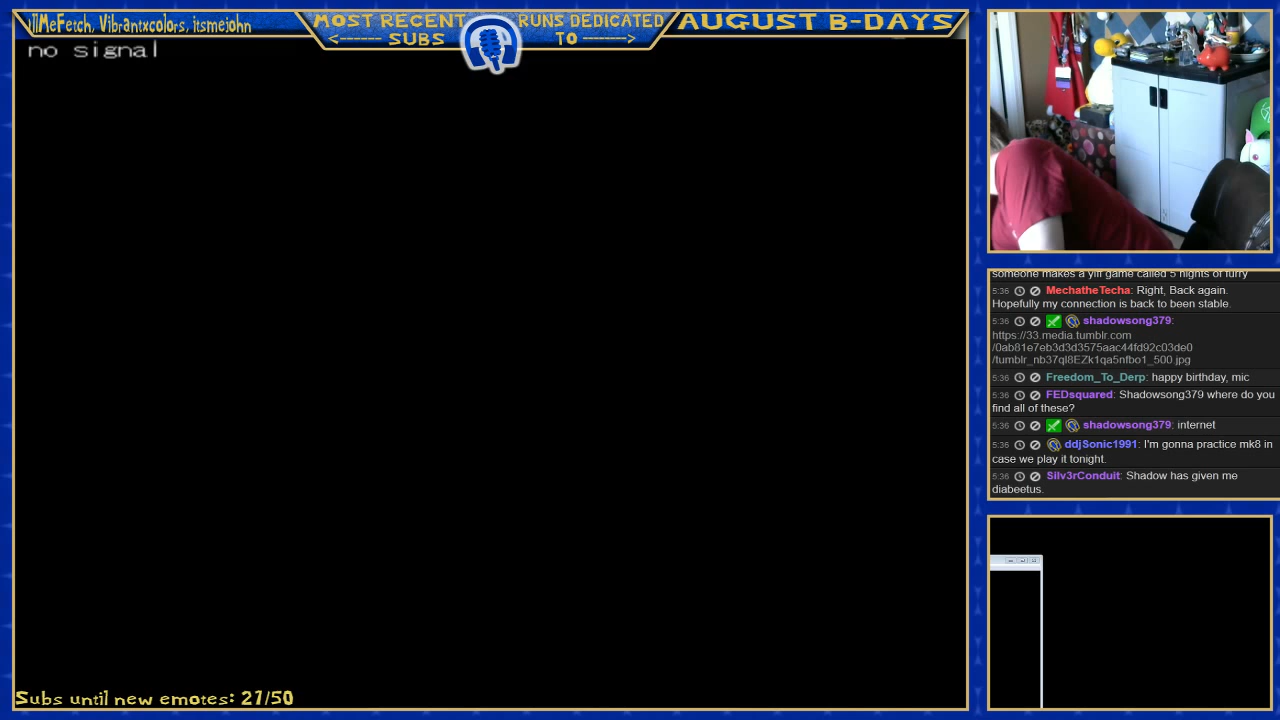 llMeFetch, Vibrantxcolors, itsmejohn
MOST RECENT
<------ SUBS
RUNS DEDICATED
TO ------>
AUGUST B-DAYS
no signal
someone makes a yiff game called 5 nights of furry
5:36 MechatheTecha: Right, Back again.
Hopefully my connection is back to been stable.
5:36 shadowsong379:
https://33.media.tumblr.com
/0ab81e7eb3d3d3575aac44fd92c03de0
/tumblr_nb37ql8EZk1qa5nfbo1_500.jpg
5:36 Freedom_To_Derp: happy birthday, mic
5:36 FEDsquared: Shadowsong379 where do you
find all of these?
5:36 shadowsong379: internet
5:36 ddjSonic1991: I'm gonna practice mk8 in
case we play it tonight.
5:36 Silv3rConduit: Shadow has given me
diabeetus.
Subs until new emotes: 27/50